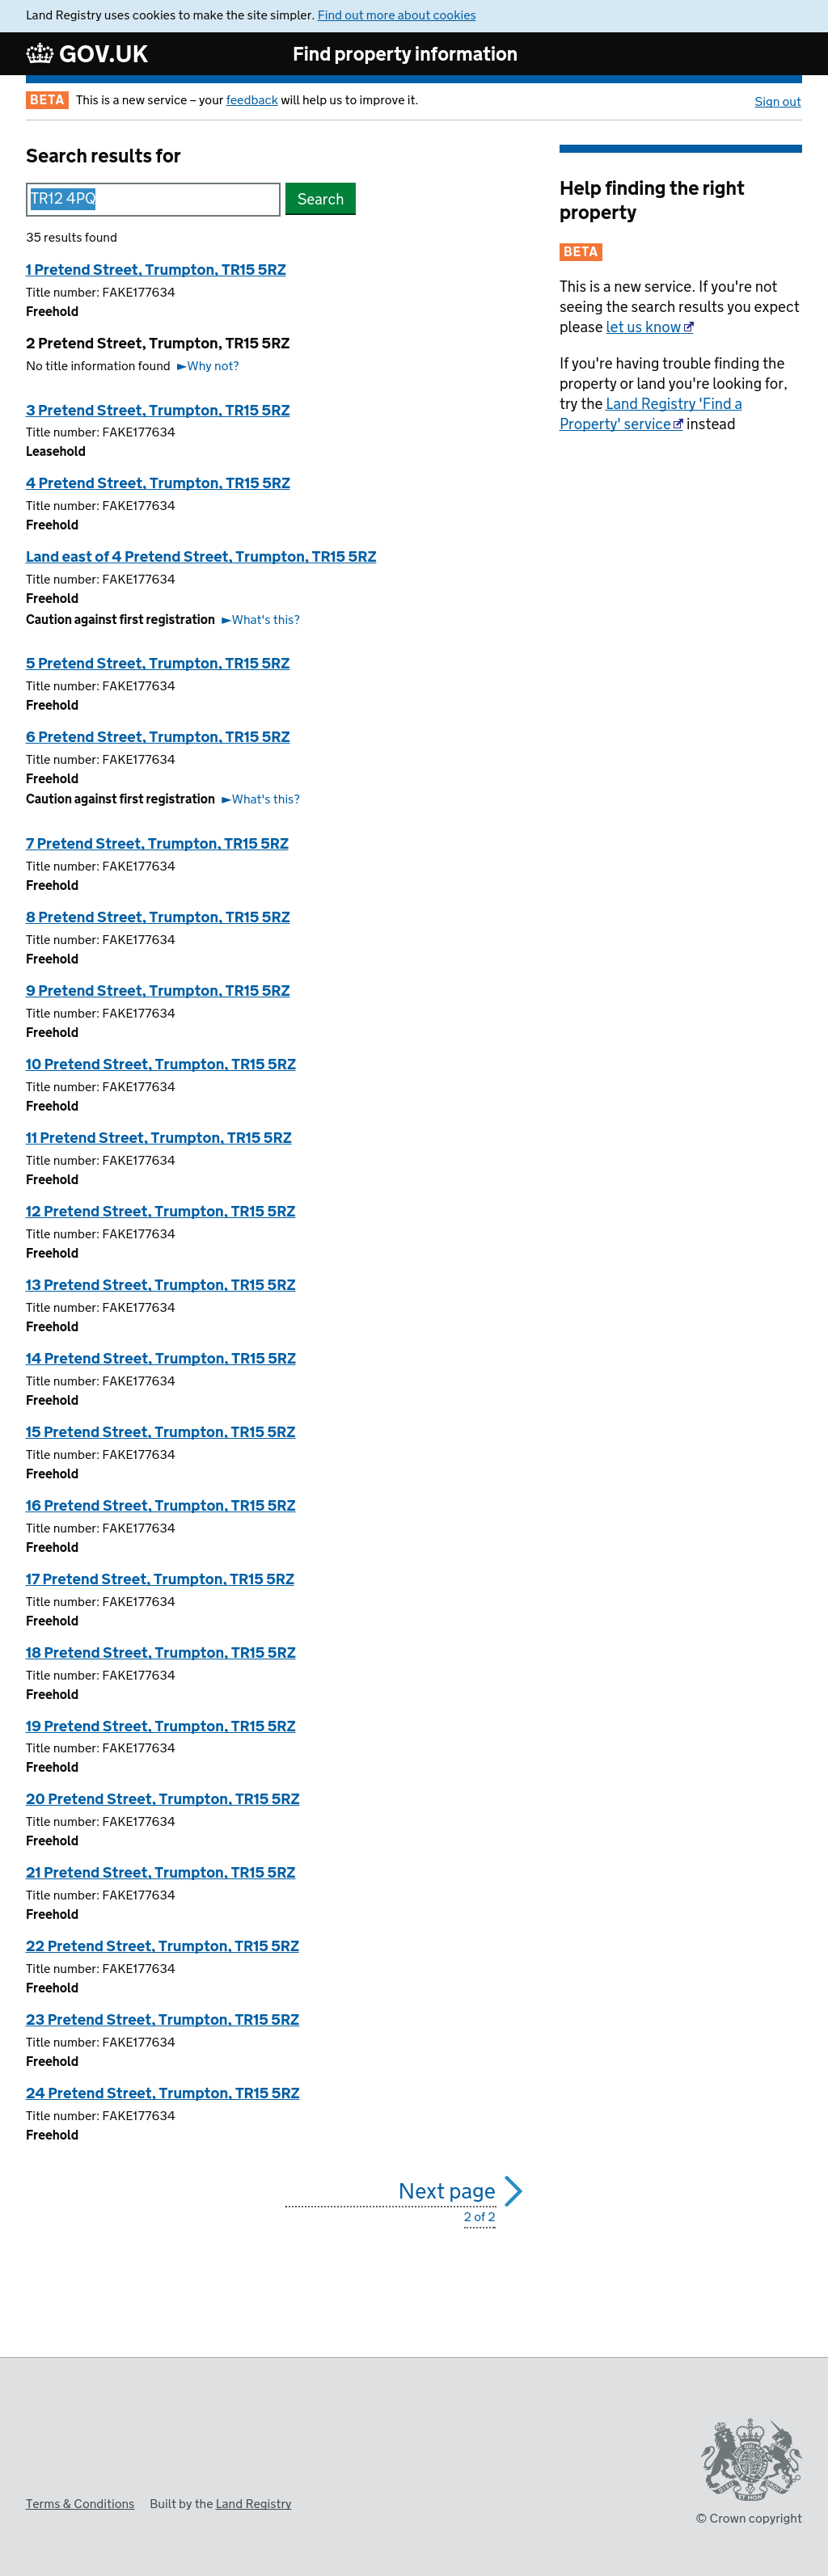 Land Registry uses cookies to make the site simpler. Find out more about cookies
GOV.UK
Find property information
BETA This is a new service – your feedback will help us to improve it.
Sign out
Search results for
TR12 4PQ
Search
35 results found
1 Pretend Street, Trumpton, TR15 5RZ
Title number: FAKE177634
Freehold
2 Pretend Street, Trumpton, TR15 5RZ
No title information found ►Why not?
3 Pretend Street, Trumpton, TR15 5RZ
Title number: FAKE177634
Leasehold
4 Pretend Street, Trumpton, TR15 5RZ
Title number: FAKE177634
Freehold
Land east of 4 Pretend Street, Trumpton, TR15 5RZ
Title number: FAKE177634
Freehold
Caution against first registration ►What's this?
5 Pretend Street, Trumpton, TR15 5RZ
Title number: FAKE177634
Freehold
6 Pretend Street, Trumpton, TR15 5RZ
Title number: FAKE177634
Freehold
Caution against first registration ►What's this?
7 Pretend Street, Trumpton, TR15 5RZ
Title number: FAKE177634
Freehold
8 Pretend Street, Trumpton, TR15 5RZ
Title number: FAKE177634
Freehold
9 Pretend Street, Trumpton, TR15 5RZ
Title number: FAKE177634
Freehold
10 Pretend Street, Trumpton, TR15 5RZ
Title number: FAKE177634
Freehold
11 Pretend Street, Trumpton, TR15 5RZ
Title number: FAKE177634
Freehold
12 Pretend Street, Trumpton, TR15 5RZ
Title number: FAKE177634
Freehold
13 Pretend Street, Trumpton, TR15 5RZ
Title number: FAKE177634
Freehold
14 Pretend Street, Trumpton, TR15 5RZ
Title number: FAKE177634
Freehold
15 Pretend Street, Trumpton, TR15 5RZ
Title number: FAKE177634
Freehold
16 Pretend Street, Trumpton, TR15 5RZ
Title number: FAKE177634
Freehold
17 Pretend Street, Trumpton, TR15 5RZ
Title number: FAKE177634
Freehold
18 Pretend Street, Trumpton, TR15 5RZ
Title number: FAKE177634
Freehold
19 Pretend Street, Trumpton, TR15 5RZ
Title number: FAKE177634
Freehold
20 Pretend Street, Trumpton, TR15 5RZ
Title number: FAKE177634
Freehold
21 Pretend Street, Trumpton, TR15 5RZ
Title number: FAKE177634
Freehold
22 Pretend Street, Trumpton, TR15 5RZ
Title number: FAKE177634
Freehold
23 Pretend Street, Trumpton, TR15 5RZ
Title number: FAKE177634
Freehold
24 Pretend Street, Trumpton, TR15 5RZ
Title number: FAKE177634
Freehold
Next page
2 of 2
Help finding the right
property
BETA
This is a new service. If you're not
seeing the search results you expect
please let us know
If you're having trouble finding the
property or land you're looking for,
try the Land Registry 'Find a
Property' service instead
Terms & Conditions Built by the Land Registry
© Crown copyright